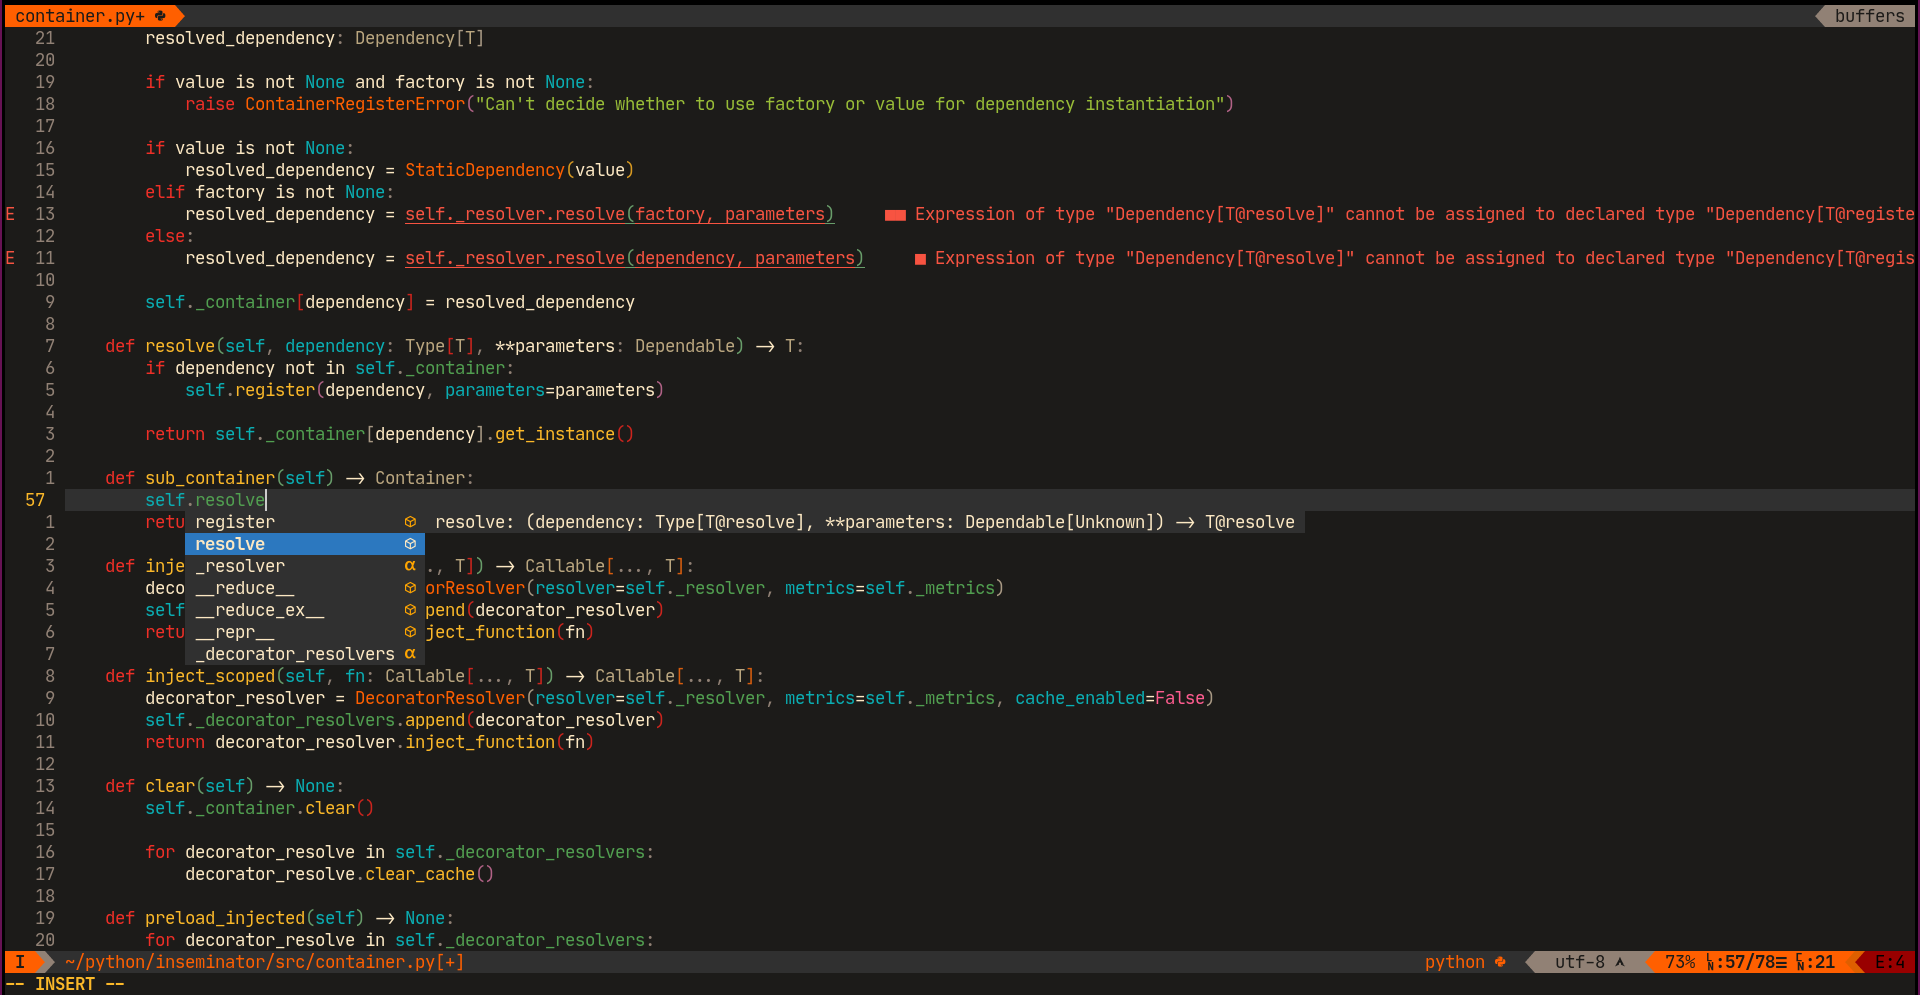 container.py+ buffers
21 resolved_dependency: Dependency[T]
20
19 if value is not None and factory is not None:
18 raise ContainerRegisterError("Can't decide whether to use factory or value for dependency instantiation")
17
16 if value is not None:
15 resolved_dependency = StaticDependency(value)
14 elif factory is not None:
E 13 resolved_dependency = self._resolver.resolve(factory, parameters) ■■ Expression of type "Dependency[T@resolve]" cannot be assigned to declared type "Dependency[T@registe
12 else:
E 11 resolved_dependency = self._resolver.resolve(dependency, parameters) ■ Expression of type "Dependency[T@resolve]" cannot be assigned to declared type "Dependency[T@regis
10
9 self._container[dependency] = resolved_dependency
8
7 def resolve(self, dependency: Type[T], **parameters: Dependable) -> T:
6 if dependency not in self._container:
5 self.register(dependency, parameters=parameters)
4
3 return self._container[dependency].get_instance()
2
1 def sub_container(self) -> Container:
57 self.resolve
1 retu register resolve: (dependency: Type[T@resolve], **parameters: Dependable[Unknown]) -> T@resolve
2 resolve
3 def inje _resolver α ., T]) -> Callable[..., T]:
4 deco __reduce__ orResolver(resolver=self._resolver, metrics=self._metrics)
5 self __reduce_ex__ pend(decorator_resolver)
6 retu __repr__ ject_function(fn)
7 _decorator_resolvers α
8 def inject_scoped(self, fn: Callable[..., T]) -> Callable[..., T]:
9 decorator_resolver = DecoratorResolver(resolver=self._resolver, metrics=self._metrics, cache_enabled=False)
10 self._decorator_resolvers.append(decorator_resolver)
11 return decorator_resolver.inject_function(fn)
12
13 def clear(self) -> None:
14 self._container.clear()
15
16 for decorator_resolve in self._decorator_resolvers:
17 decorator_resolve.clear_cache()
18
19 def preload_injected(self) -> None:
20 for decorator_resolve in self._decorator_resolvers:
I ~/python/inseminator/src/container.py[+] python utf-8 73% LN:57/78≡ CN:21 E:4
-- INSERT --